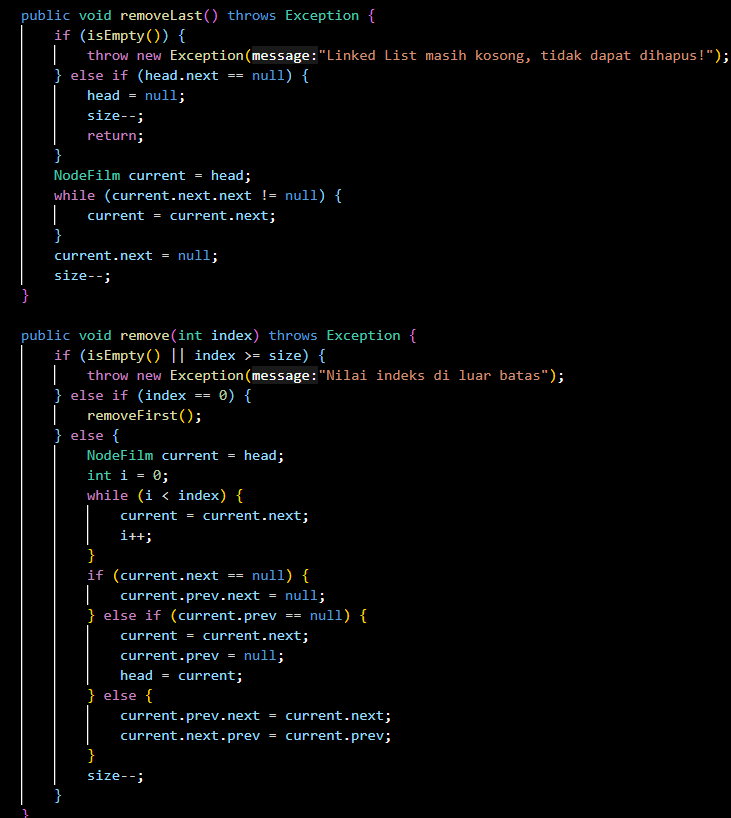 public void removeLast() throws Exception {
    if (isEmpty()) {
        throw new Exception(message:"Linked List masih kosong, tidak dapat dihapus!");
    } else if (head.next == null) {
        head = null;
        size--;
        return;
    }
    NodeFilm current = head;
    while (current.next.next != null) {
        current = current.next;
    }
    current.next = null;
    size--;
}

public void remove(int index) throws Exception {
    if (isEmpty() || index >= size) {
        throw new Exception(message:"Nilai indeks di luar batas");
    } else if (index == 0) {
        removeFirst();
    } else {
        NodeFilm current = head;
        int i = 0;
        while (i < index) {
            current = current.next;
            i++;
        }
        if (current.next == null) {
            current.prev.next = null;
        } else if (current.prev == null) {
            current = current.next;
            current.prev = null;
            head = current;
        } else {
            current.prev.next = current.next;
            current.next.prev = current.prev;
        }
        size--;
    }
}